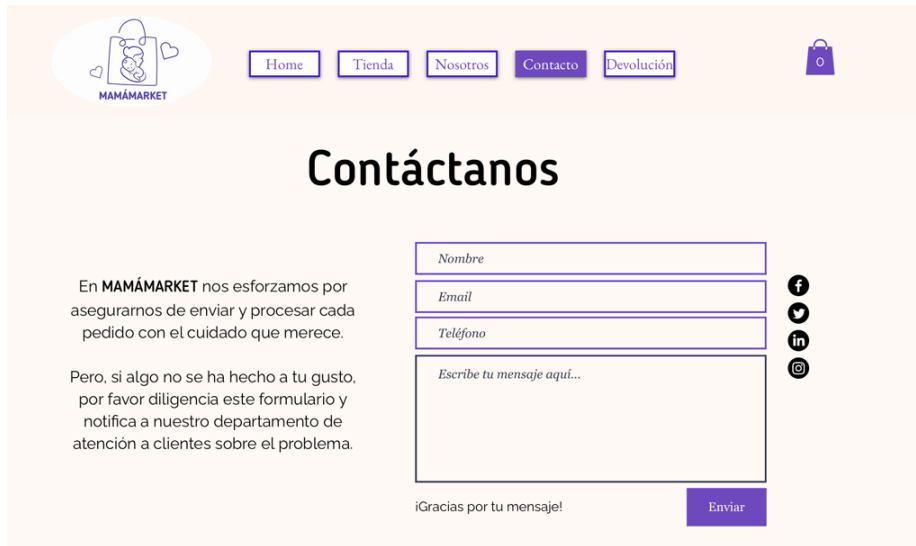 MAMÁMARKET
Home
Tienda
Nosotros
Contacto
Devolución
0
Contáctanos
En MAMÁMARKET nos esforzamos por
asegurarnos de enviar y procesar cada
pedido con el cuidado que merece.
Pero, si algo no se ha hecho a tu gusto,
por favor diligencia este formulario y
notifica a nuestro departamento de
atención a clientes sobre el problema.
Nombre
Email
Teléfono
Escribe tu mensaje aquí...
¡Gracias por tu mensaje!
Enviar